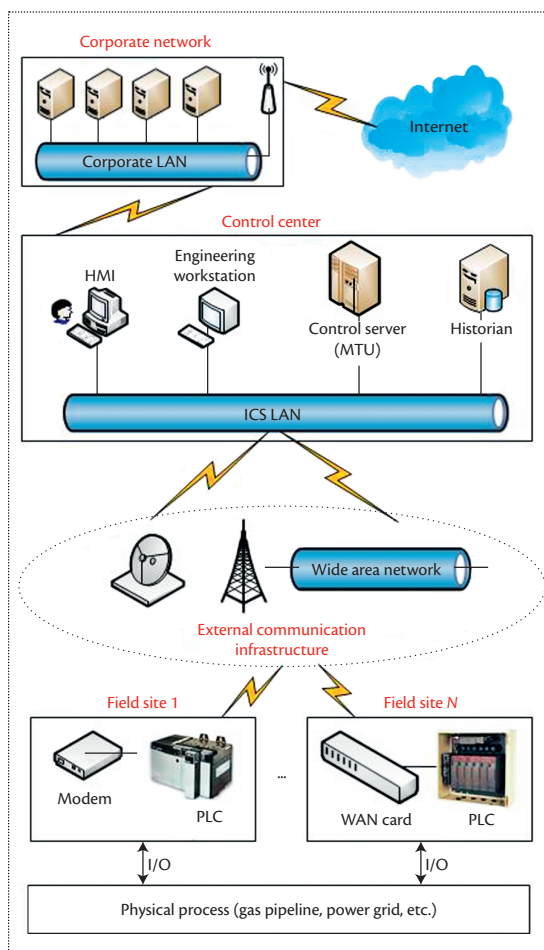 Corporate network
Corporate LAN
Internet
Control center
HMI
Engineering
workstation
Control server
(MTU)
Historian
ICS LAN
Wide area network
External communication
infrastructure
Field site 1
Field site N
Modem
PLC
...
WAN card
PLC
I/O
I/O
Physical process (gas pipeline, power grid, etc.)